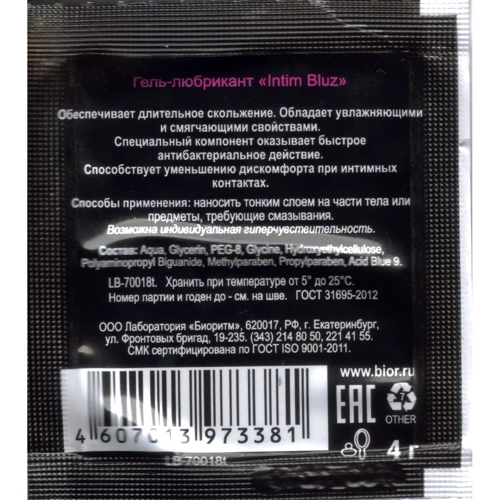 Гель-любрикант «Intim Bluz»
Обеспечивает длительное скольжение. Обладает увлажняющими
и смягчающими свойствами.
Специальный компонент оказывает быстрое
антибактериальное действие.
Способствует уменьшению дискомфорта при интимных
контактах.
Способы применения: наносить тонким слоем на части тела или
предметы, требующие смазывания.
Возможна индивидуальная гиперчувствительность.
Состав: Aqua, Glycerin, PEG-8, Glycine, Hydroxyethylcellulose,
Polyaminopropyl Biguanide, Methylparaben, Propylparaben, Acid Blue 9.
LB-70018t. Хранить при температуре от 5° до 25°С.
Номер партии и годен до - см. на шве. ГОСТ 31695-2012
ООО Лаборатория «Биоритм», 620017, РФ, г. Екатеринбург,
ул. Фронтовых бригад, 19-235. (343) 214 80 50, 221 41 55.
СМК сертифицирована по ГОСТ ISO 9001-2011.
www.bior.ru
EAC
7
OTHER
4 607013 973381
4 г
LB-70018t